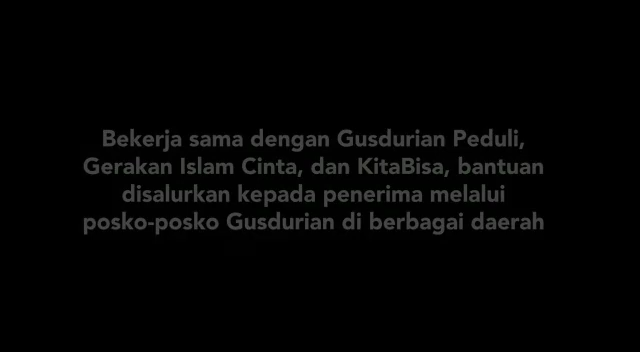 Bekerja sama dengan Gusdurian Peduli,
Gerakan Islam Cinta, dan KitaBisa, bantuan
disalurkan kepada penerima melalui
posko-posko Gusdurian di berbagai daerah